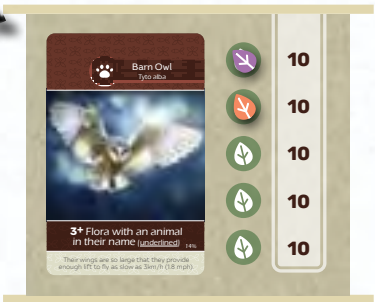 Barn Owl
Tyto alba
3+ Flora with an animal
in their name (underlined) 14%
Their wings are so large that they provide
enough lift to fly as slow as 3km/h (1.8 mph)
10
10
10
10
10